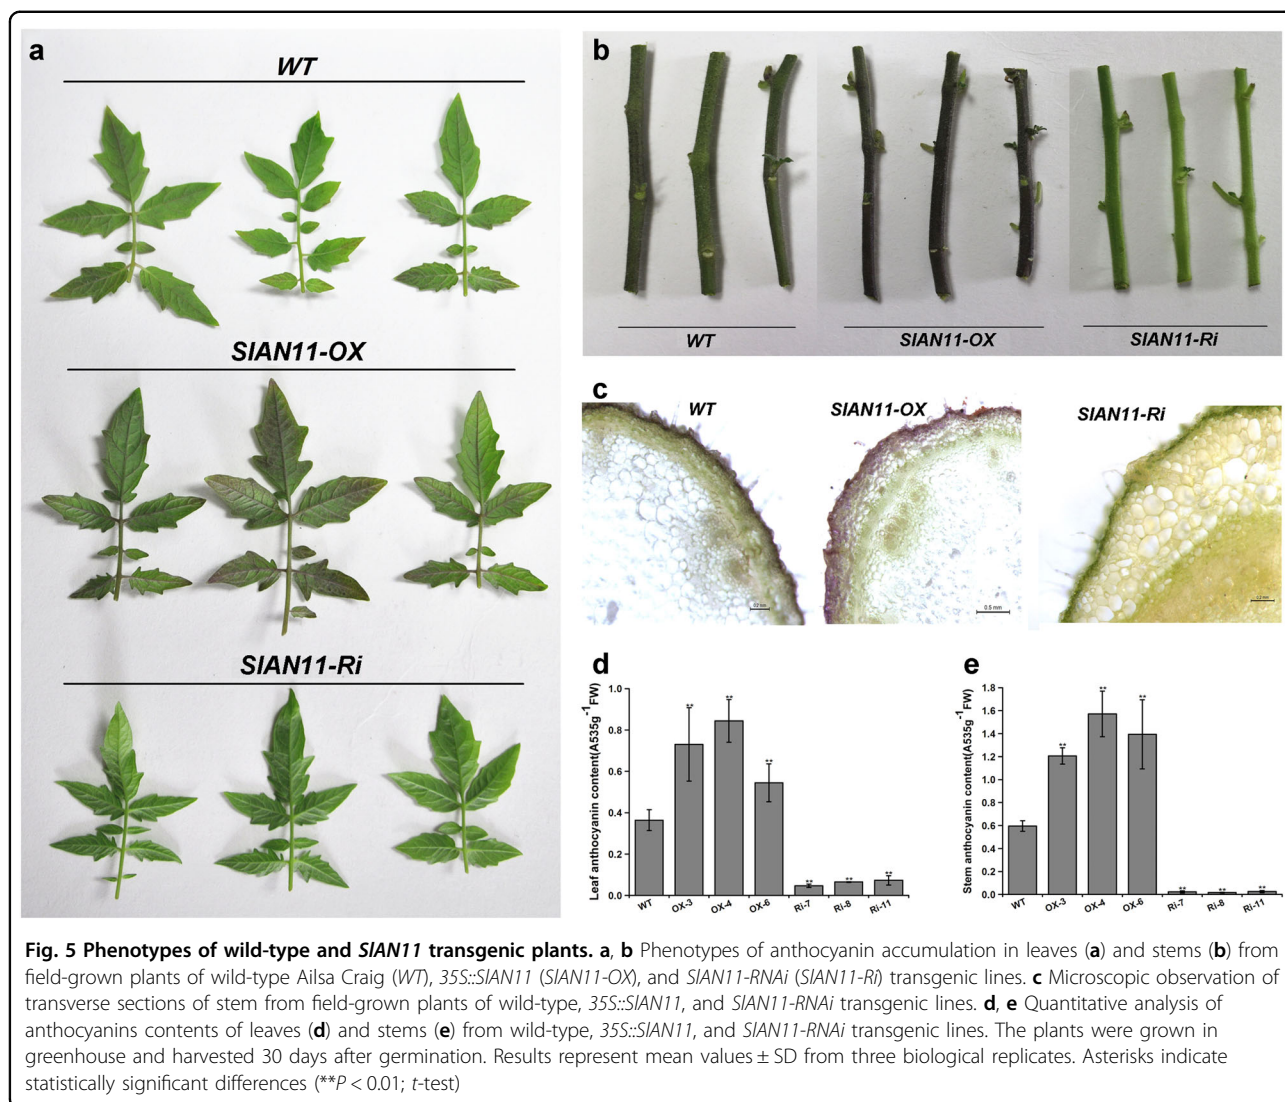 a
WT
SlAN11-OX
SlAN11-Ri
b
WT
SlAN11-OX
SlAN11-Ri
c
WT
SlAN11-OX
SlAN11-Ri
0.2 mm
0.5 mm
0.2 mm
d
Leaf anthocyanin content(A535g⁻¹FW)
1.0
0.8
0.6
0.4
0.2
0.0
**
**
**
**
**
**
WT
OX-3
OX-4
OX-6
Ri-7
Ri-8
Ri-11
e
Stem anthocyanin content(A535g⁻¹FW)
1.8
1.6
1.4
1.2
1.0
0.8
0.6
0.4
0.2
0.0
**
**
**
**
**
**
WT
OX-3
OX-4
OX-6
Ri-7
Ri-8
Ri-11
Fig. 5 Phenotypes of wild-type and SlAN11 transgenic plants. a, b Phenotypes of anthocyanin accumulation in leaves (a) and stems (b) from
field-grown plants of wild-type Ailsa Craig (WT), 35S::SlAN11 (SlAN11-OX), and SlAN11-RNAi (SlAN11-Ri) transgenic lines. c Microscopic observation of
transverse sections of stem from field-grown plants of wild-type, 35S::SlAN11, and SlAN11-RNAi transgenic lines. d, e Quantitative analysis of
anthocyanins contents of leaves (d) and stems (e) from wild-type, 35S::SlAN11, and SlAN11-RNAi transgenic lines. The plants were grown in
greenhouse and harvested 30 days after germination. Results represent mean values ± SD from three biological replicates. Asterisks indicate
statistically significant differences (**P < 0.01; t-test)